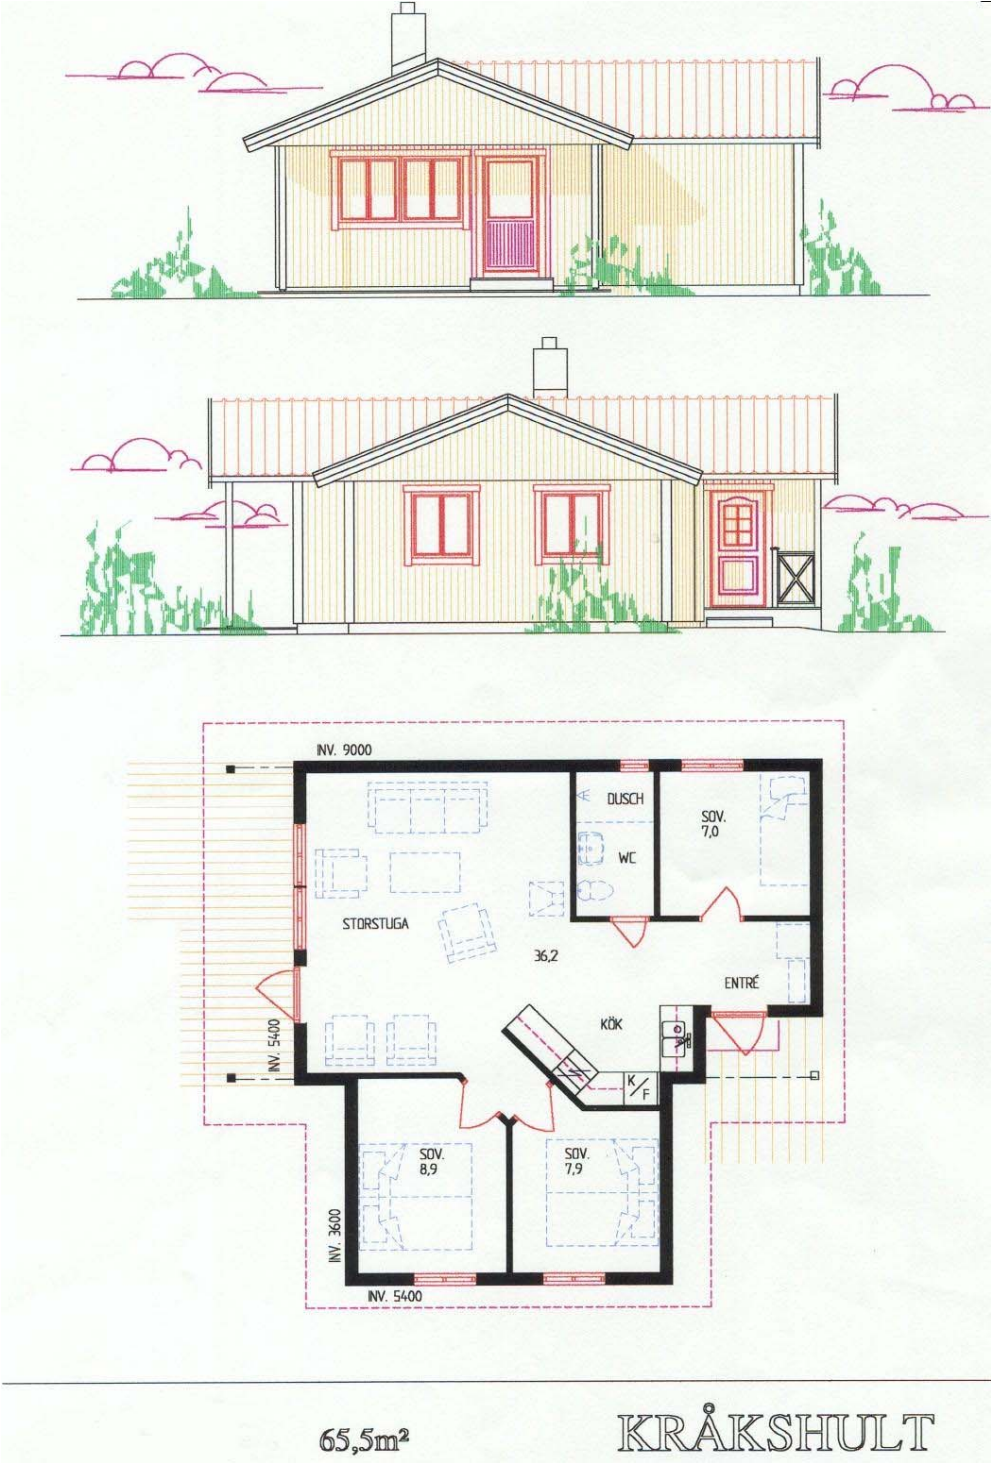 INV. 9000
DUSCH
SOV.
7,0
WC
STORSTUGA
36,2
ENTRÉ
KÖK
INV. 5400
K/F
SOV.
8,9
SOV.
7,9
INV. 3600
INV. 5400
65,5m²
KRÅKSHULT